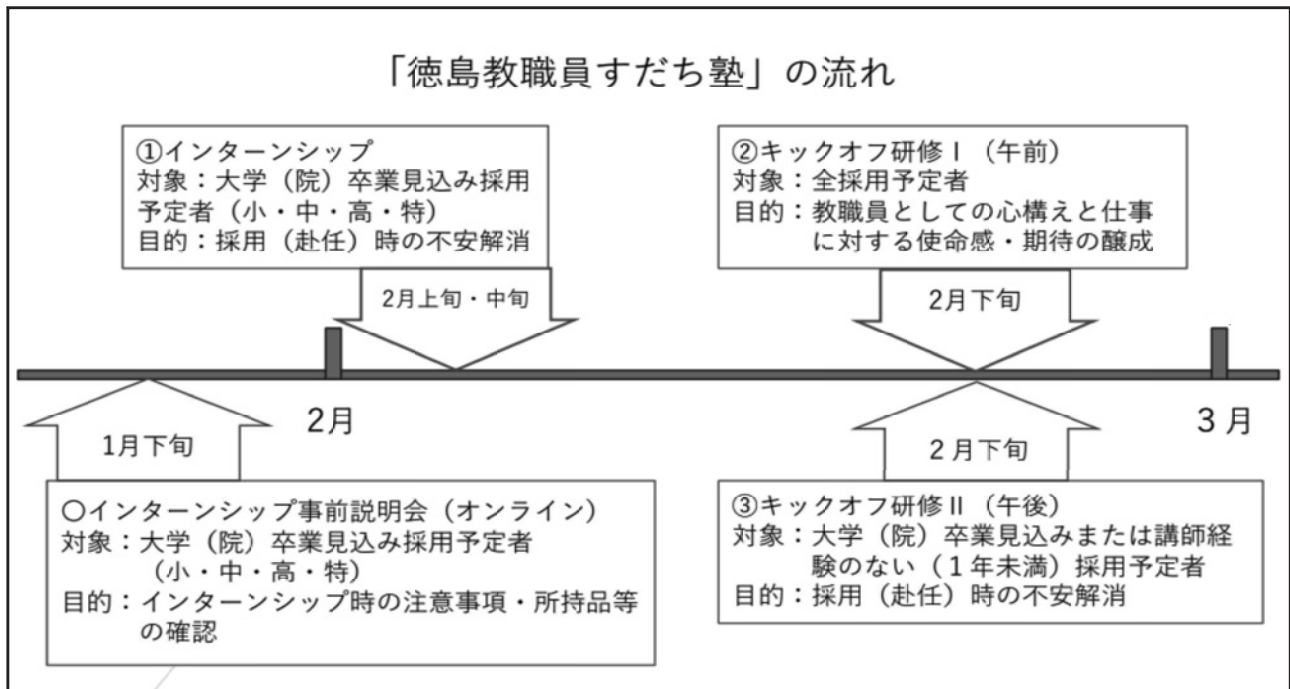 「徳島教職員すだち塾」の流れ
①インターンシップ
対象：大学（院）卒業見込み採用
予定者（小・中・高・特）
目的：採用（赴任）時の不安解消
2月上旬・中旬
②キックオフ研修Ⅰ（午前）
対象：全採用予定者
目的：教職員としての心構えと仕事
に対する使命感・期待の醸成
2月下旬
2月
３月
1月下旬
〇インターンシップ事前説明会（オンライン）
対象：大学（院）卒業見込み採用予定者
（小・中・高・特）
目的：インターンシップ時の注意事項・所持品等
の確認
２月下旬
③キックオフ研修Ⅱ（午後）
対象：大学（院）卒業見込みまたは講師経
験のない（１年未満）採用予定者
目的：採用（赴任）時の不安解消